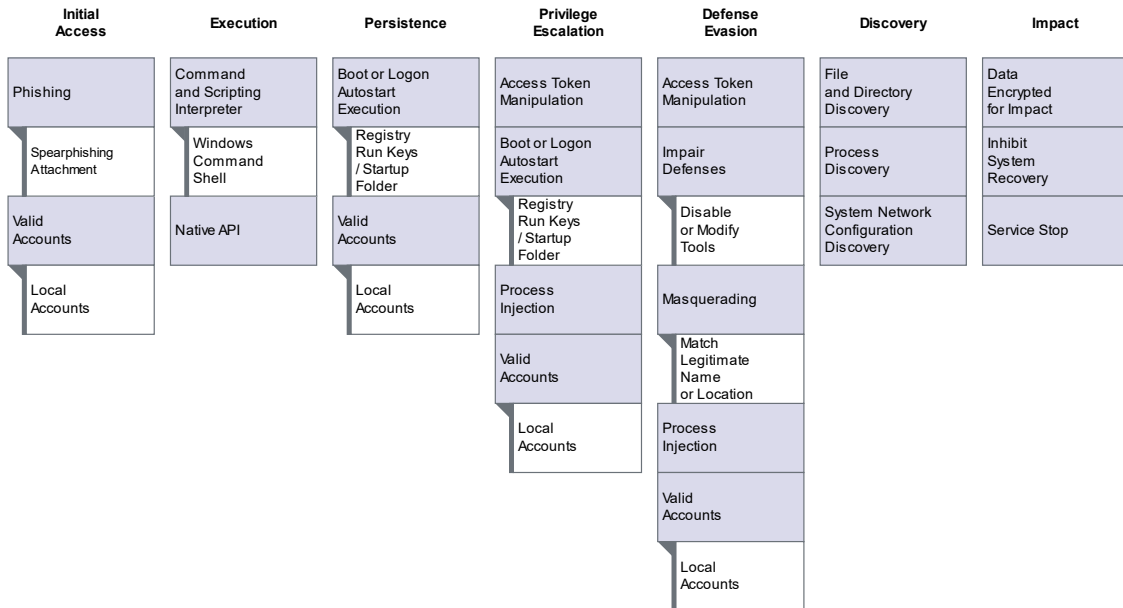 Initial
Access
Phishing
Spearphishing
Attachment
Valid
Accounts
Local
Accounts
Execution
Command
and Scripting
Interpreter
Windows
Command
Shell
Native API
Persistence
Boot or Logon
Autostart
Execution
Registry
Run Keys
/ Startup
Folder
Valid
Accounts
Local
Accounts
Privilege
Escalation
Access Token
Manipulation
Boot or Logon
Autostart
Execution
Registry
Run Keys
/ Startup
Folder
Process
Injection
Valid
Accounts
Local
Accounts
Defense
Evasion
Access Token
Manipulation
Impair
Defenses
Disable
or Modify
Tools
Masquerading
Match
Legitimate
Name
or Location
Process
Injection
Valid
Accounts
Local
Accounts
Discovery
File
and Directory
Discovery
Process
Discovery
System Network
Configuration
Discovery
Impact
Data
Encrypted
for Impact
Inhibit
System
Recovery
Service Stop